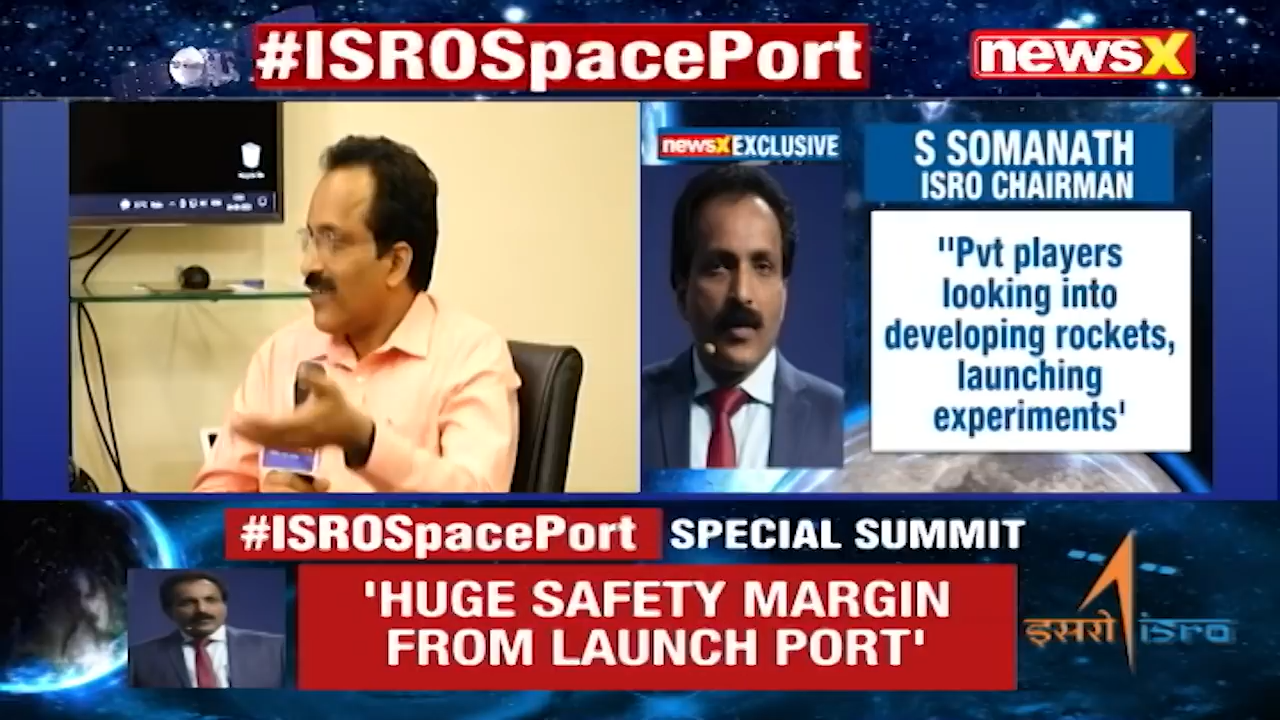 #ISROSpacePort
newsX
newsX EXCLUSIVE
S SOMANATH
ISRO CHAIRMAN
"Pvt players
looking into
developing rockets,
launching
experiments'
#ISROSpacePort SPECIAL SUMMIT
'HUGE SAFETY MARGIN
FROM LAUNCH PORT'
इसरो isro